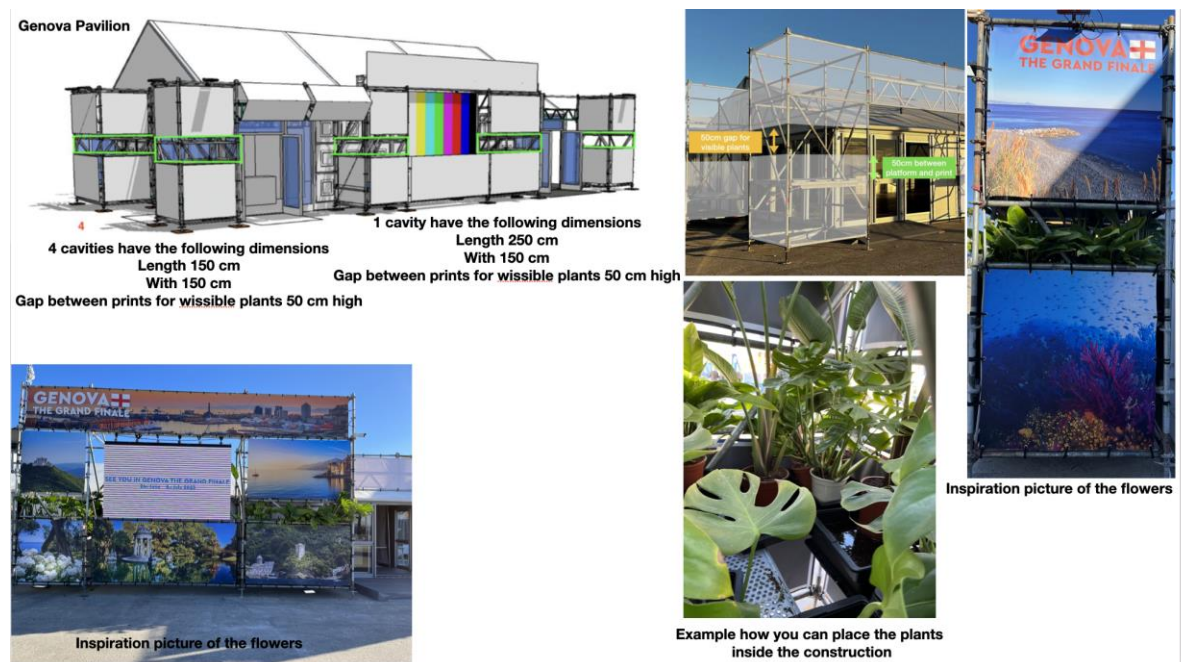 Genova Pavilion
4
4 cavities have the following dimensions
Length 150 cm
With 150 cm
Gap between prints for wissible plants 50 cm high
1 cavity have the following dimensions
Length 250 cm
With 150 cm
Gap between prints for wissible plants 50 cm high
50cm gap for
visible plants
50cm between
platform and print
GENOVA
THE GRAND FINALE
Inspiration picture of the flowers
GENOVA
THE GRAND FINALE
SEE YOU IN GENOVA THE GRAND FINALE
Inspiration picture of the flowers
Example how you can place the plants
inside the construction